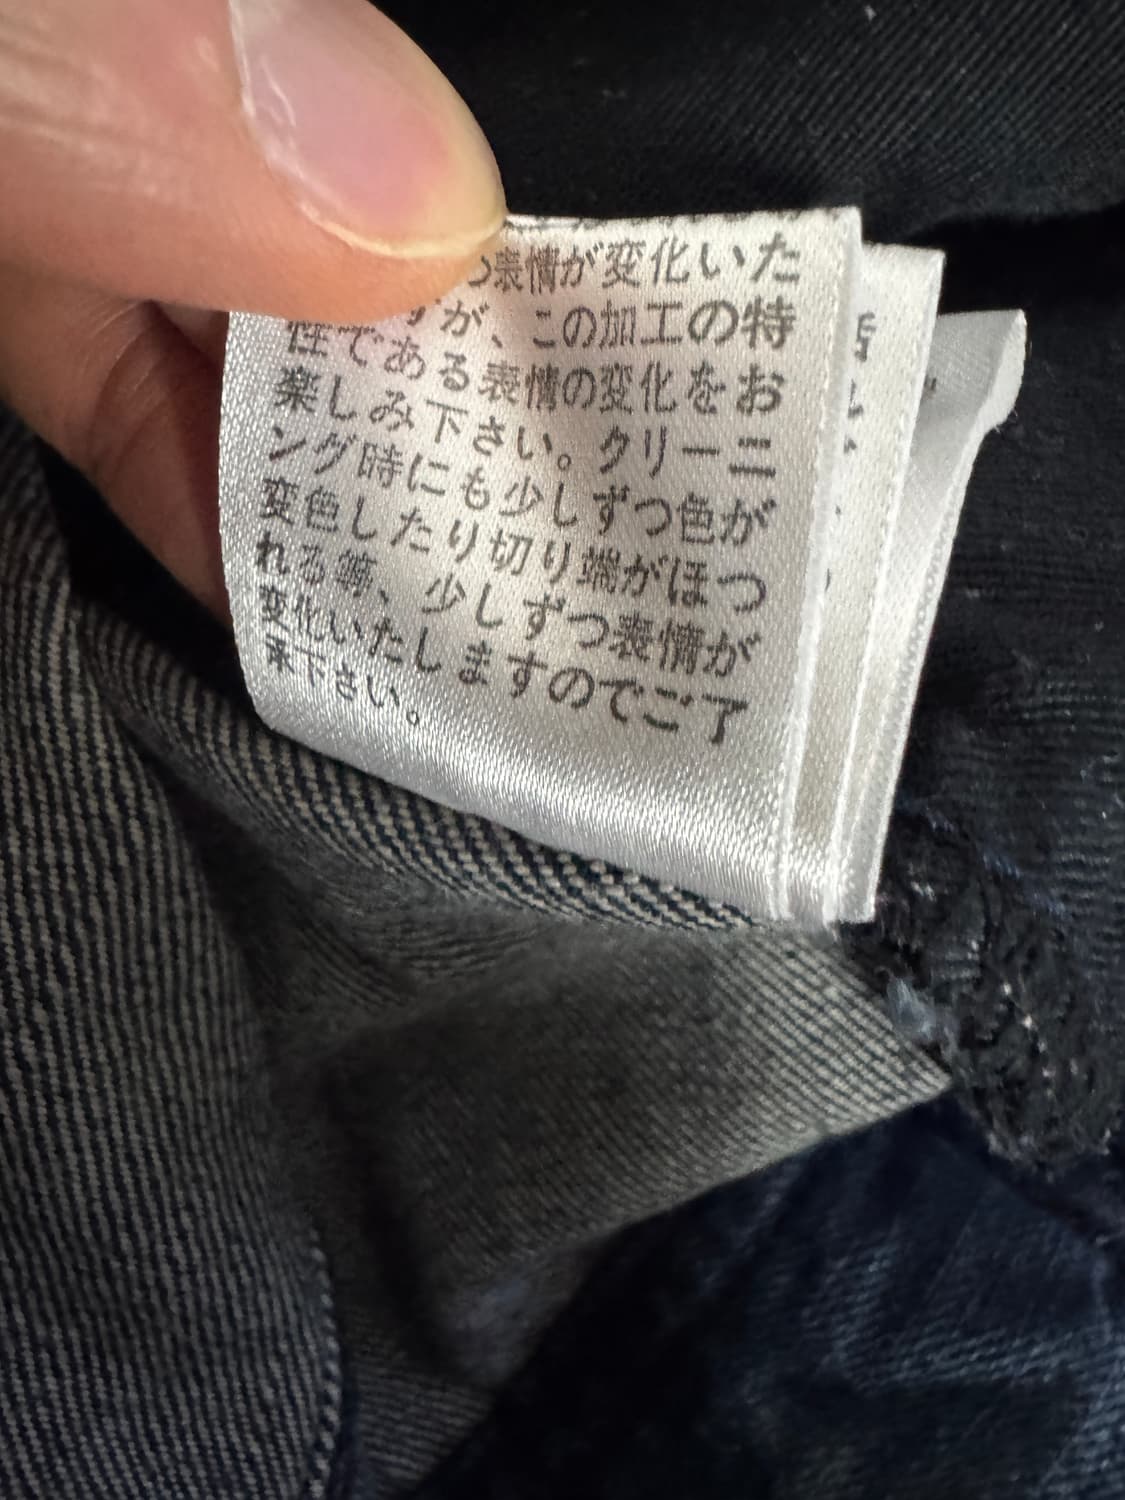 つ表情が変化いた
すが、この加工の特
性である表情の変化をお
楽しみ下さい。クリーニ
ング時にも少しずつ色が
変色したり切り端がほつ
れる等、少しずつ表情が
変化いたしますのでご了
承下さい。